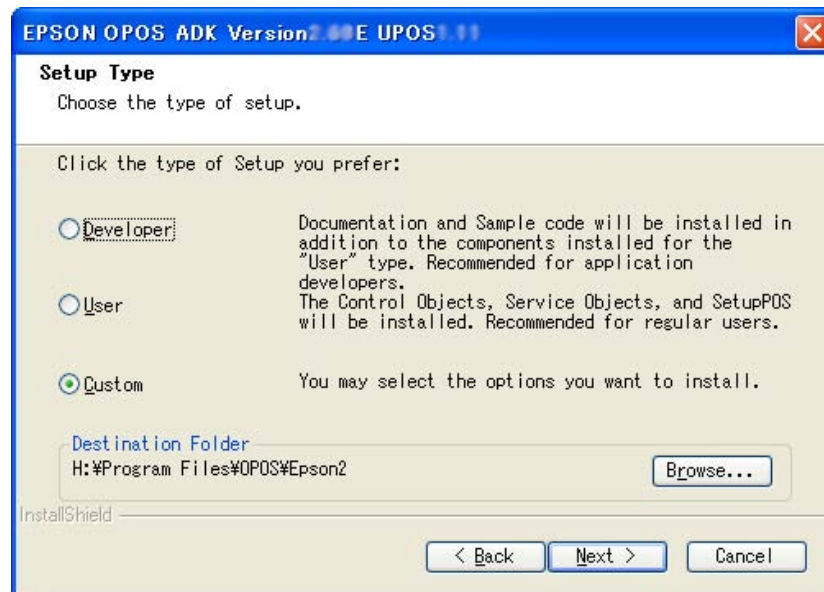 EPSON OPOS ADK Version E UPOS
Setup Type
Choose the type of setup.
Click the type of Setup you prefer:
Developer
Documentation and Sample code will be installed in
addition to the components installed for the
"User" type. Recommended for application
developers.
User
The Control Objects, Service Objects, and SetupPOS
will be installed. Recommended for regular users.
Custom
You may select the options you want to install.
Destination Folder
H:¥Program Files¥OPOS¥Epson2
Browse...
InstallShield
< Back
Next >
Cancel